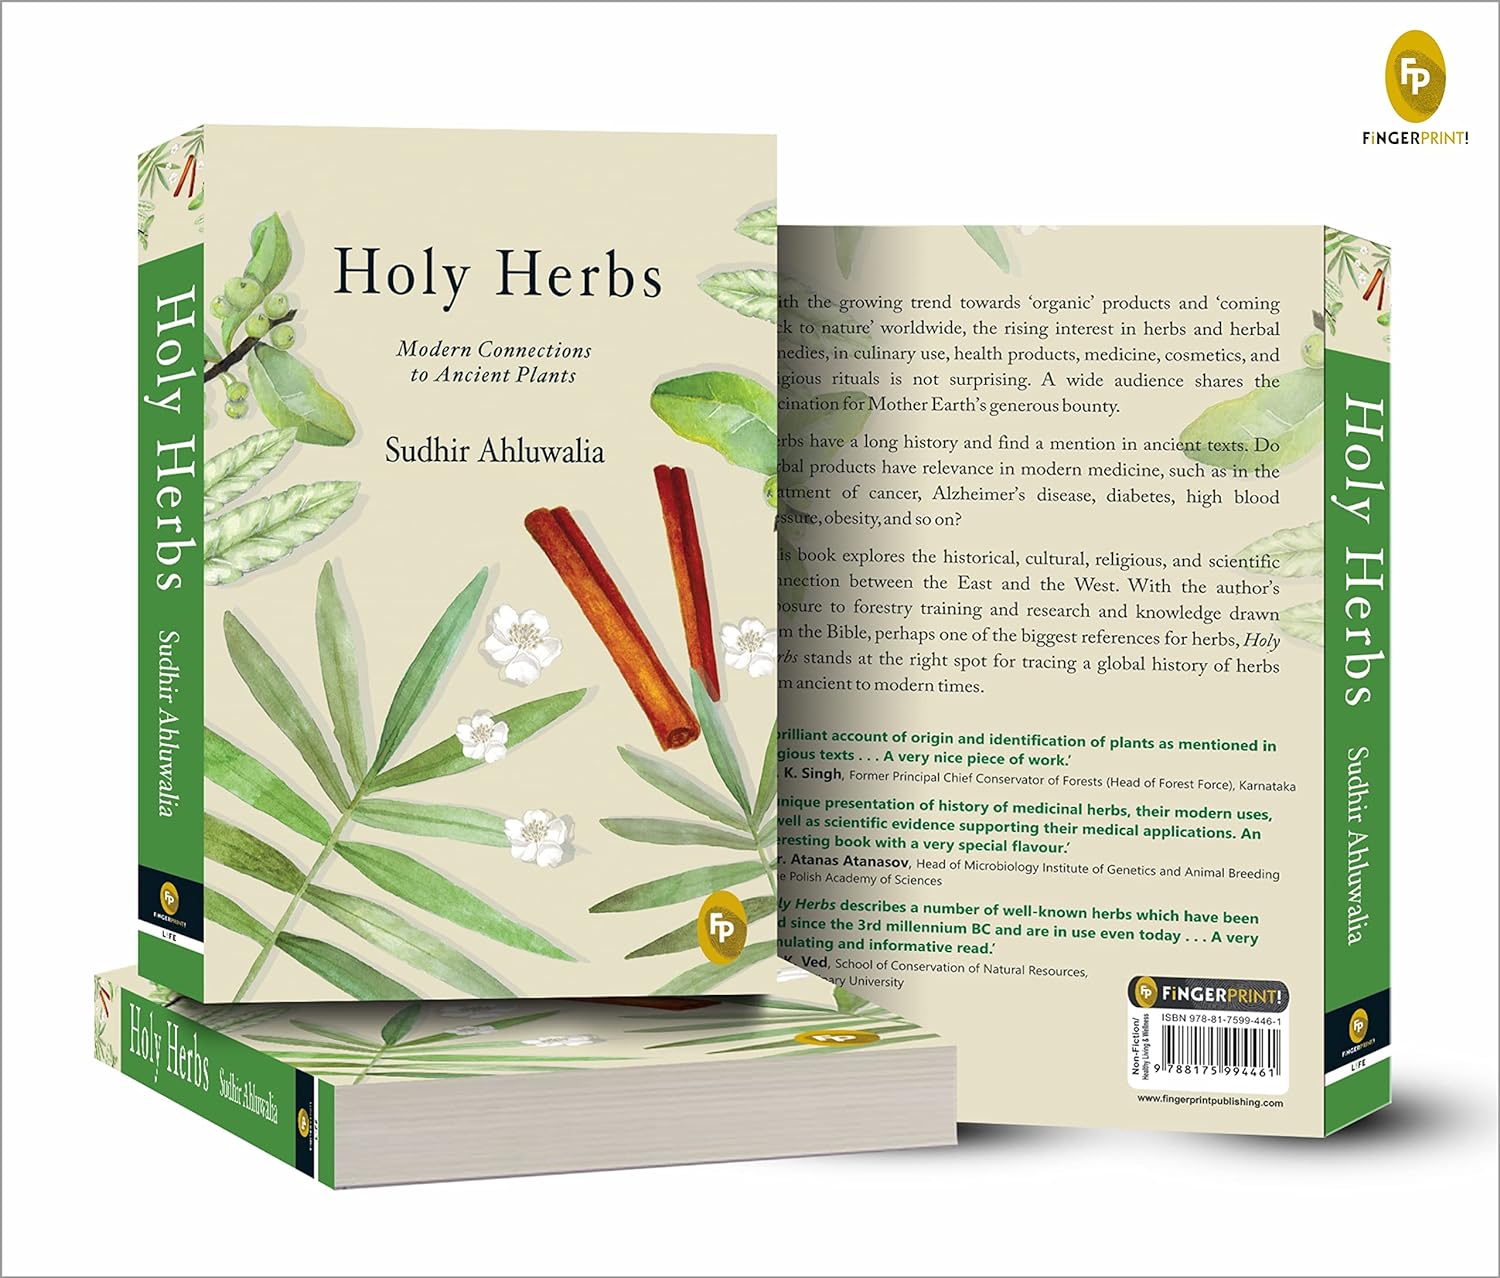 FP
FiNGERPRINT!
Holy Herbs
Modern Connections
to Ancient Plants
Sudhir Ahluwalia
FP
Holy Herbs Sudhir Ahluwalia
FP
FiNGERPRINT!
LIFE
Holy Herbs Sudhir Ahluwalia
FP
FP
the growing trend towards ‘organic’ products and ‘coming
to nature’ worldwide, the rising interest in herbs and herbal
in culinary use, health products, medicine, cosmetics, and
rituals is not surprising. A wide audience shares the
for Mother Earth’s generous bounty.
have a long history and find a mention in ancient texts. Do
products have relevance in modern medicine, such as in the
of cancer, Alzheimer’s disease, diabetes, high blood
obesity, and so on?
book explores the historical, cultural, religious, and scientific
between the East and the West. With the author’s
to forestry training and research and knowledge drawn
the Bible, perhaps one of the biggest references for herbs, Holy
stands at the right spot for tracing a global history of herbs
ancient to modern times.
account of origin and identification of plants as mentioned in
texts . . . A very nice piece of work.’
K. Singh, Former Principal Chief Conservator of Forests (Head of Forest Force), Karnataka
presentation of history of medicinal herbs, their modern uses,
as scientific evidence supporting their medical applications. An
book with a very special flavour.’
Atanas Atanasov, Head of Microbiology Institute of Genetics and Animal Breeding
Polish Academy of Sciences
Herbs describes a number of well-known herbs which have been
since the 3rd millennium BC and are in use even today . . . A very
and informative read.’
K. Ved, School of Conservation of Natural Resources,
University
FP FiNGERPRINT!
Non-Fiction/
Healthy Living & Wellness
ISBN 978-81-7599-446-1
9 788175 994461
www.fingerprintpublishing.com
Holy Herbs Sudhir Ahluwalia
FP
FiNGERPRINT!
LIFE